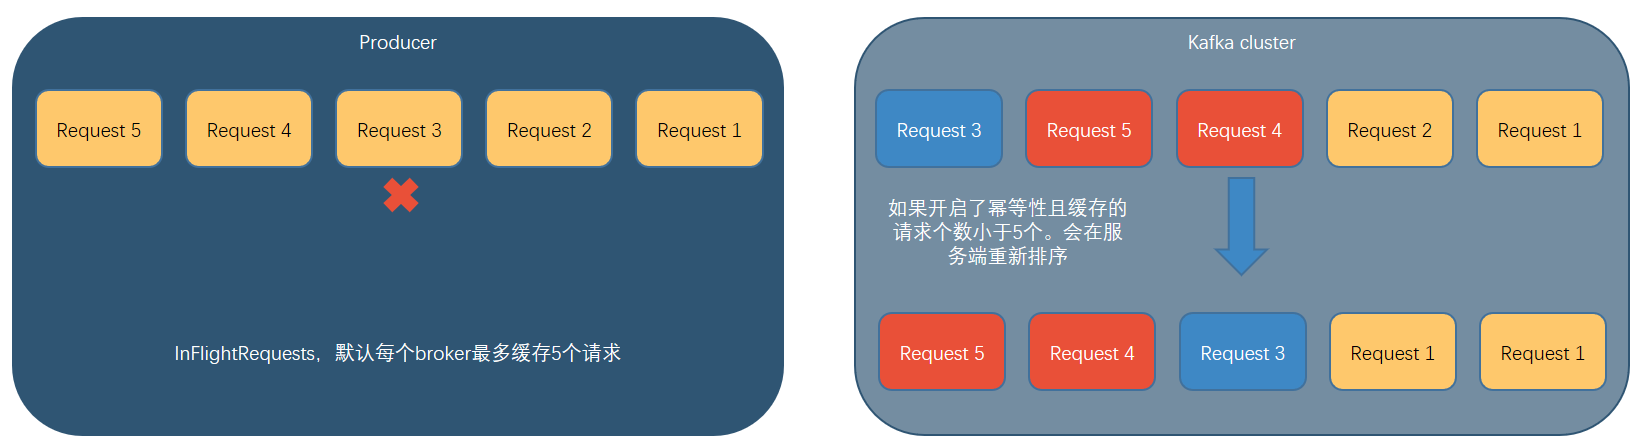 Producer
Request 5
Request 4
Request 3
Request 2
Request 1
InFlightRequests，默认每个broker最多缓存5个请求
Kafka cluster
Request 3
Request 5
Request 4
Request 2
Request 1
如果开启了幂等性且缓存的
请求个数小于5个。会在服
务端重新排序
Request 5
Request 4
Request 3
Request 1
Request 1